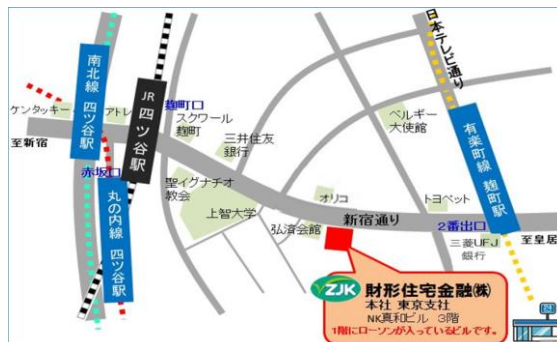 日本テレビ通り
南北線 四ツ谷駅
JR 四ツ谷駅
麹町口
ケンタッキー
アトレ
スクワール
麹町
三井住友
銀行
ベルギー
大使館
有楽町線 麹町駅
至新宿
赤坂口
丸の内線 四ツ谷駅
聖イグナチオ
教会
上智大学
オリコ
トヨペット
弘済会館
新宿通り
2番出口
至皇居
三菱UFJ
銀行
ZJK 財形住宅金融(株)
本社 東京支社
NK真和ビル 3階
1階にローソンが入っているビルです。